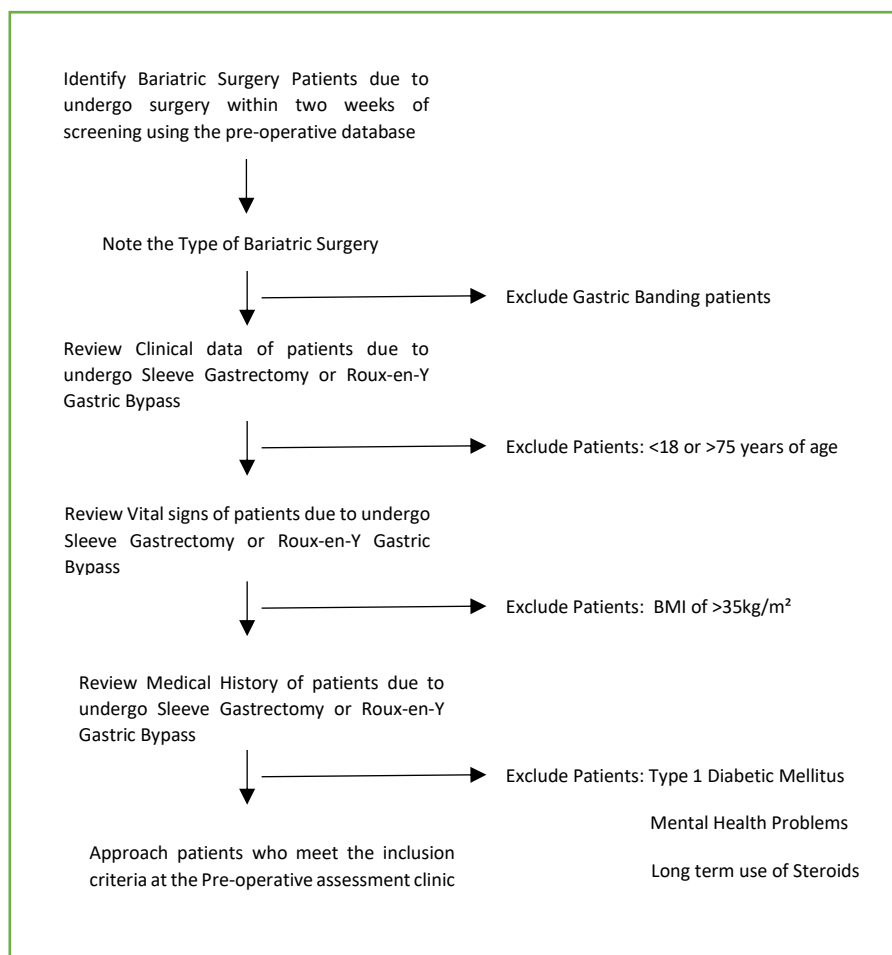 Identify Bariatric Surgery Patients due to
undergo surgery within two weeks of
screening using the pre-operative database
Note the Type of Bariatric Surgery
Exclude Gastric Banding patients
Review Clinical data of patients due to
undergo Sleeve Gastrectomy or Roux-en-Y
Gastric Bypass
Exclude Patients: <18 or >75 years of age
Review Vital signs of patients due to undergo
Sleeve Gastrectomy or Roux-en-Y Gastric
Bypass
Exclude Patients: BMI of >35kg/m²
Review Medical History of patients due to
undergo Sleeve Gastrectomy or Roux-en-Y
Gastric Bypass
Exclude Patients: Type 1 Diabetic Mellitus
Mental Health Problems
Long term use of Steroids
Approach patients who meet the inclusion
criteria at the Pre-operative assessment clinic